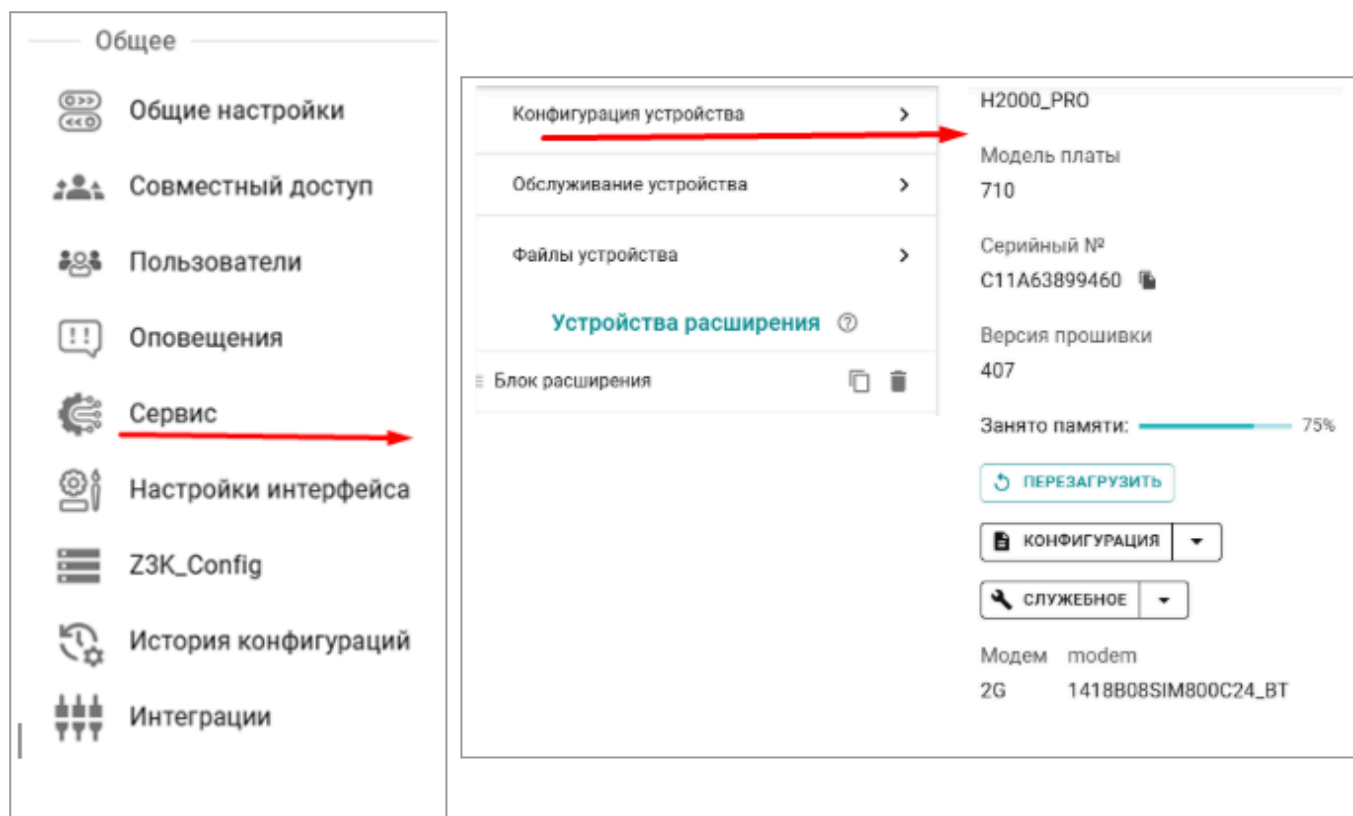 Общее
Общие настройки
Совместный доступ
Пользователи
Оповещения
Сервис
Настройки интерфейса
Z3K_Config
История конфигураций
Интеграции
Конфигурация устройства
Обслуживание устройства
Файлы устройства
Устройства расширения
Блок расширения
H2000_PRO
Модель платы
710
Серийный №
C11A63899460
Версия прошивки
407
Занято памяти: 75%
ПЕРЕЗАГРУЗИТЬ
КОНФИГУРАЦИЯ
СЛУЖЕБНОЕ
Модем modem
2G 1418B08SIM800C24_BT